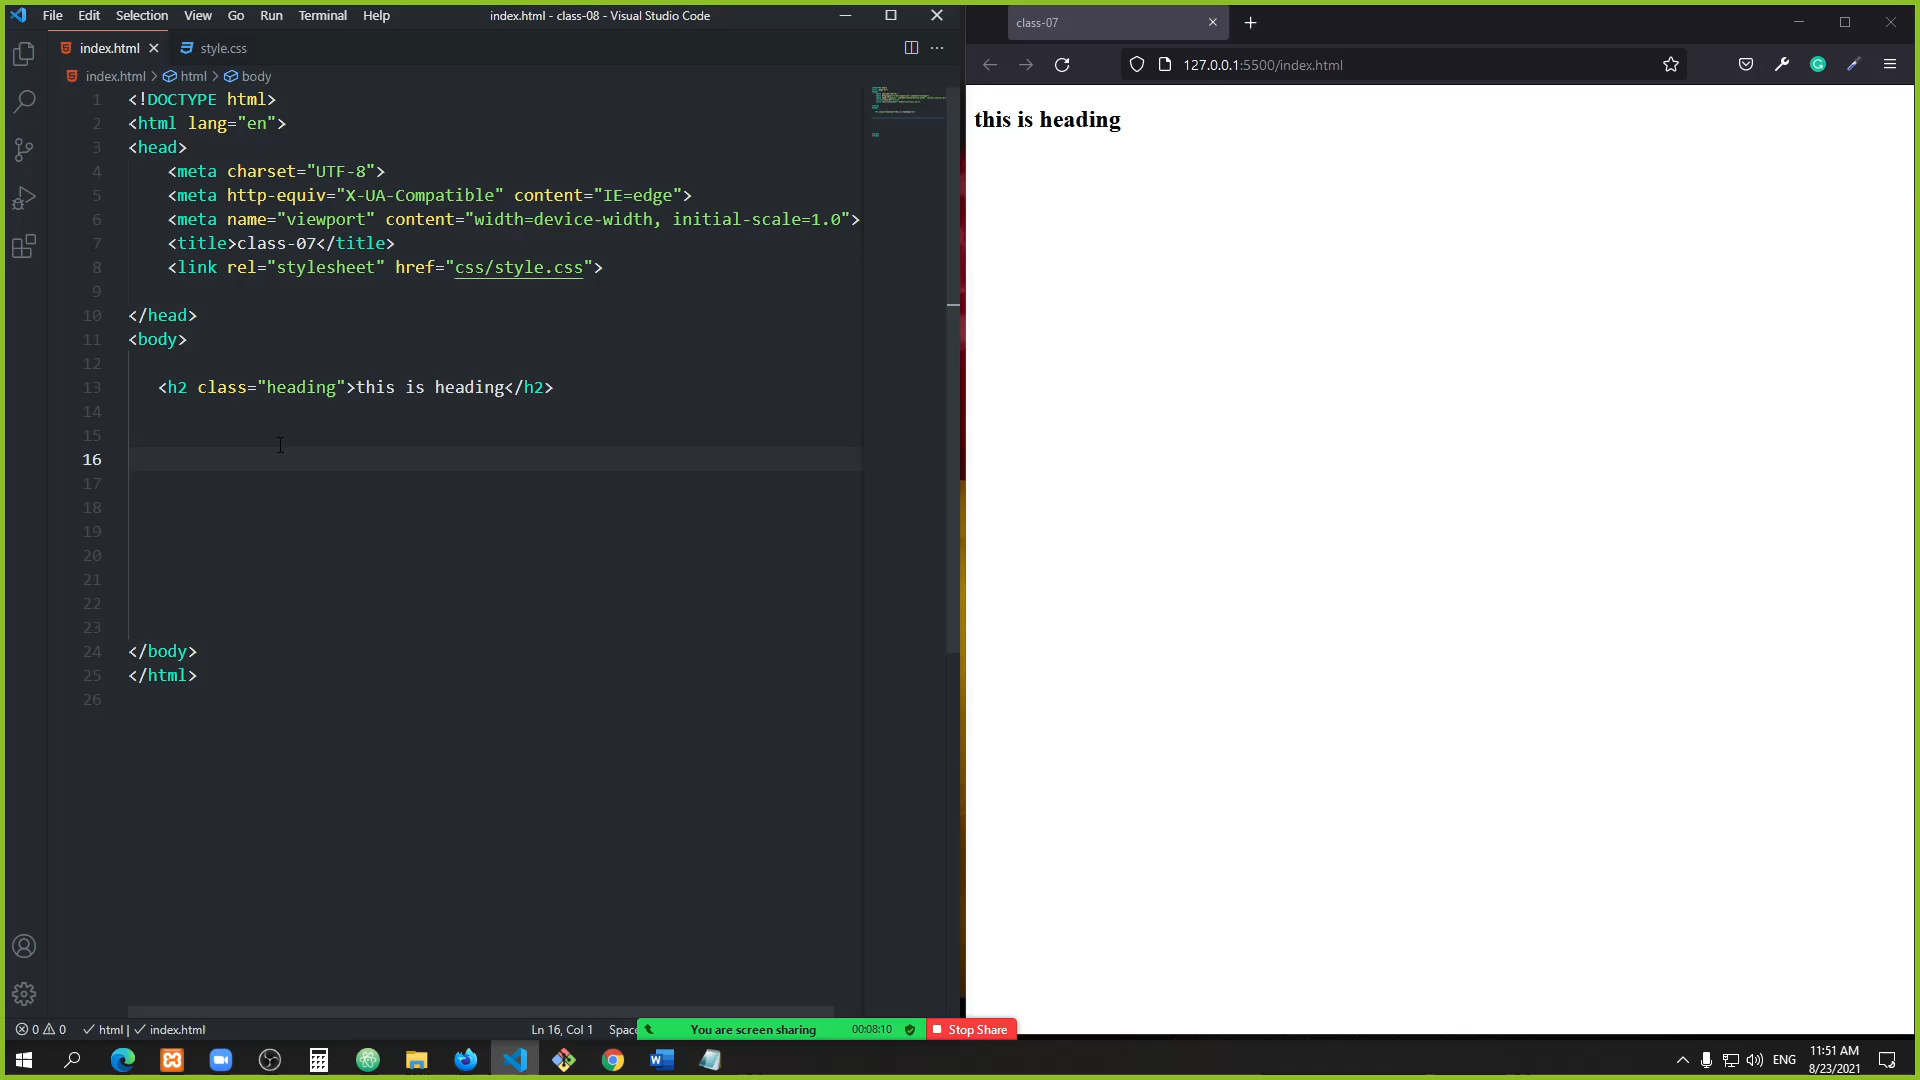 File Edit Selection View Go Run Terminal Help
index.html - class-08 - Visual Studio Code
index.html
style.css
index.html > html > body
1 <!DOCTYPE html>
2 <html lang="en">
3 <head>
4 <meta charset="UTF-8">
5 <meta http-equiv="X-UA-Compatible" content="IE=edge">
6 <meta name="viewport" content="width=device-width, initial-scale=1.0">
7 <title>class-07</title>
8 <link rel="stylesheet" href="css/style.css">
9
10 </head>
11 <body>
12
13 <h2 class="heading">this is heading</h2>
14
15
16
17
18
19
20
21
22
23
24 </body>
25 </html>
26
0 0
html | index.html
Ln 16, Col 1
You are screen sharing
00:08:10
Stop Share
class-07
127.0.0.1:5500/index.html
this is heading
ENG
11:51 AM
8/23/2021